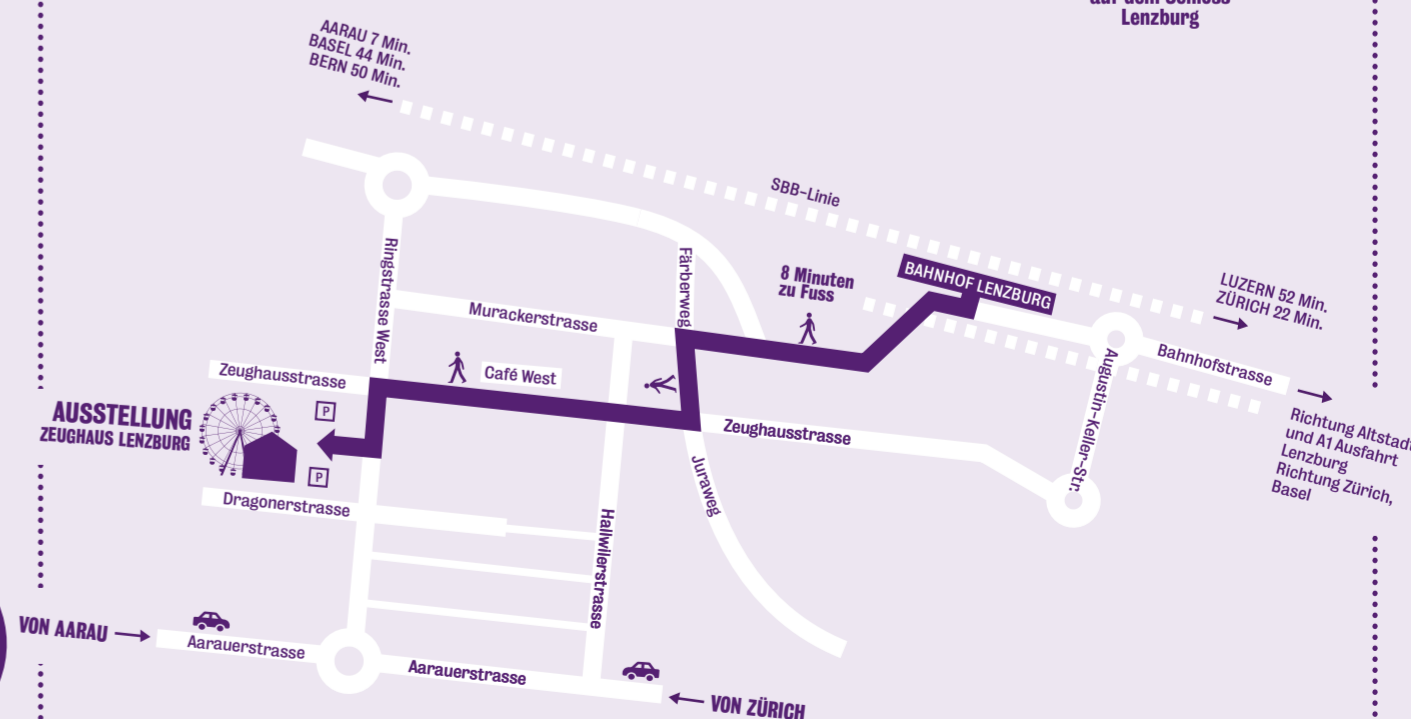 auf dem Schloss
Lenzburg
AARAU 7 Min.
BASEL 44 Min.
BERN 50 Min.
SBB-Linie
BAHNHOF LENZBURG
LUZERN 52 Min.
ZÜRICH 22 Min.
8 Minuten
zu Fuss
Ringstrasse West
Färberweg
Murackerstrasse
Bahnhofstrasse
Augustin-Keller-Str.
Zeughausstrasse
Café West
P
AUSSTELLUNG
ZEUGHAUS LENZBURG
Zeughausstrasse
Richtung Altstadt
und A1 Ausfahrt
Lenzburg
Richtung Zürich,
Basel
P
Juraweg
Dragonerstrasse
Hallwilerstrasse
VON AARAU
Aarauerstrasse
Aarauerstrasse
VON ZÜRICH